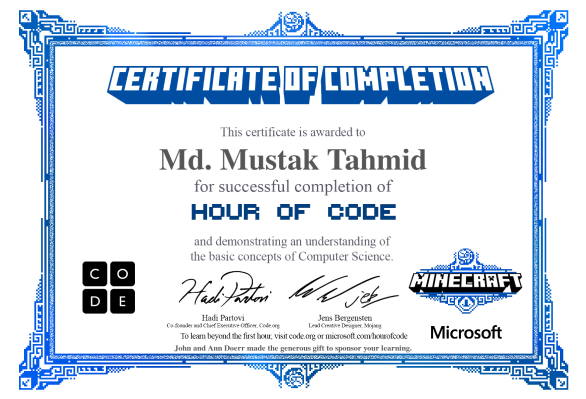 CERTIFICATE OF COMPLETION
This certificate is awarded to
Md. Mustak Tahmid
for successful completion of
HOUR OF CODE
and demonstrating an understanding of
the basic concepts of Computer Science.
CO
DE
Hadi Partovi
Jens Bergensten
Co-founder and Chief Executive Officer, Code.org
Lead Creative Designer, Mojang
MINECRAFT
Microsoft
To learn beyond the first hour, visit code.org or microsoft.com/hourofcode
John and Ann Doerr made the generous gift to sponsor your learning.